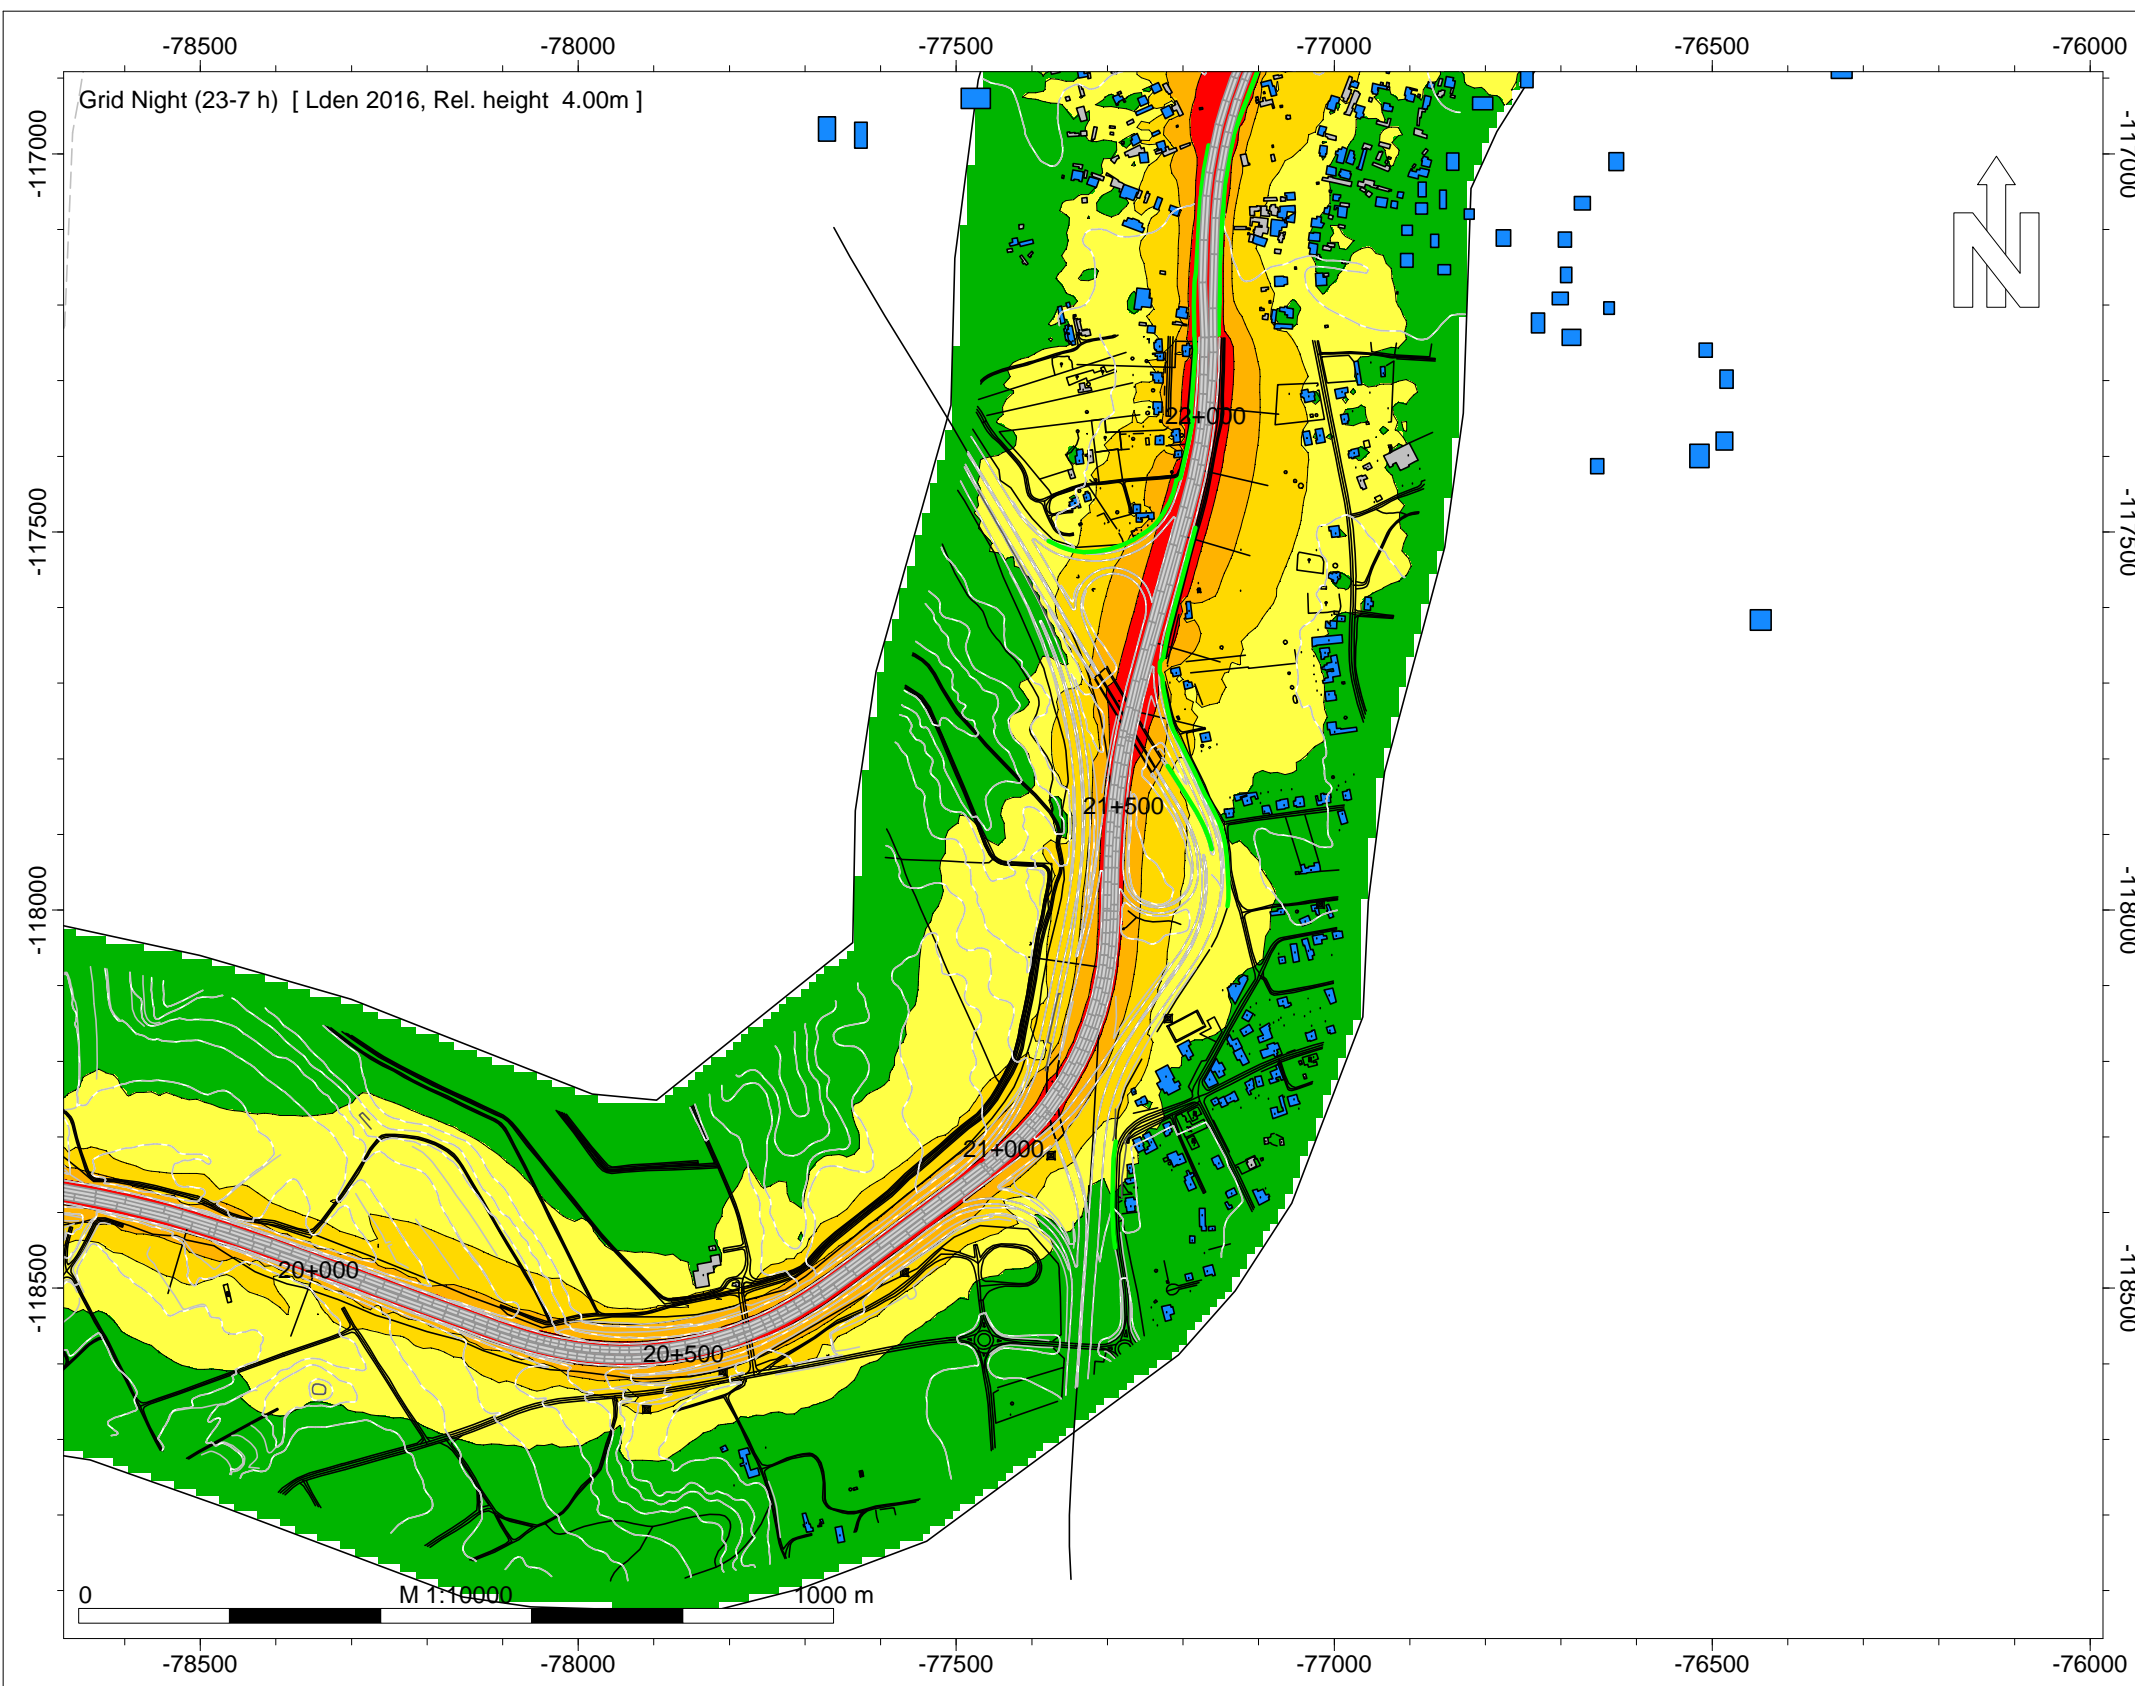 -78500 -78000 -77500 -77000 -76500 -76000
Grid Night (23-7 h) [ Lden 2016, Rel. height 4.00m ]
-117000 -117000
N
22+000
-117500 -117500
21+500
-118000 -118000
21+000
20+000
-118500 -118500
20+500
0 M 1:10000 1000 m
-78500 -78000 -77500 -77000 -76500 -76000